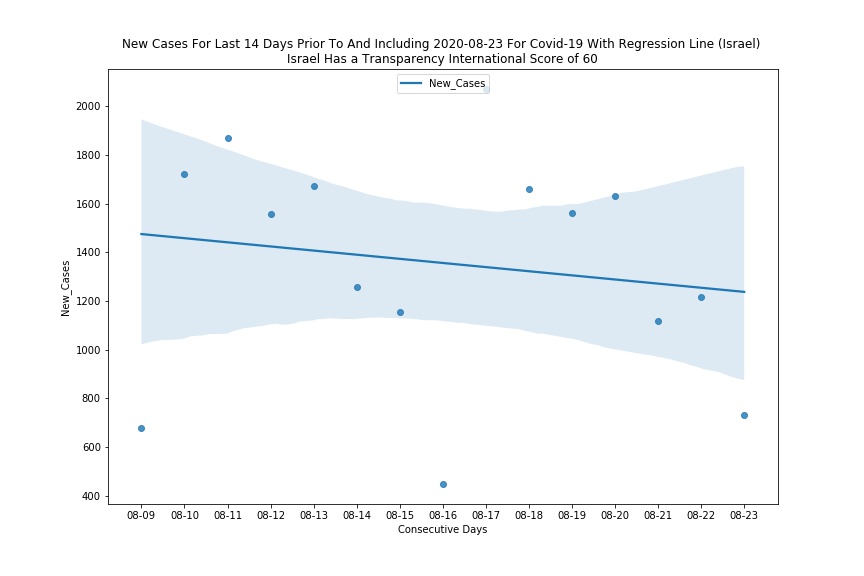 New Cases For Last 14 Days Prior To And Including 2020-08-23 For Covid-19 With Regression Line (Israel)
Israel Has a Transparency International Score of 60
New_Cases
2000
1800
1600
1400
1200
1000
800
600
400
New_Cases
08-09 08-10 08-11 08-12 08-13 08-14 08-15 08-16 08-17 08-18 08-19 08-20 08-21 08-22 08-23
Consecutive Days